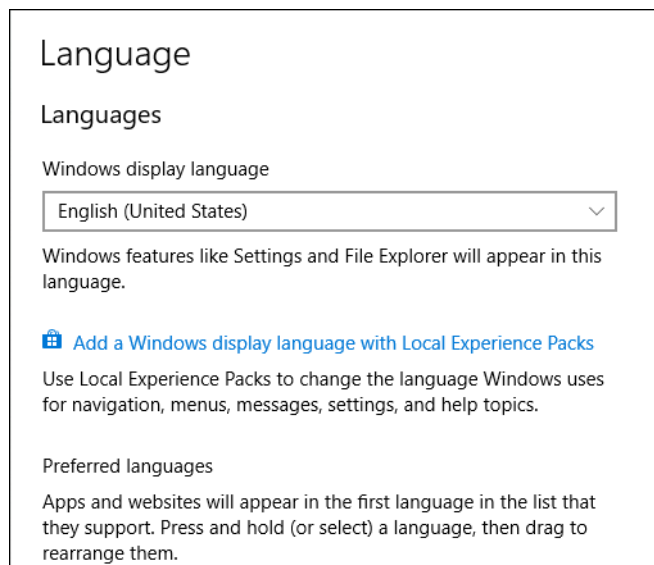 Language
Languages
Windows display language
English (United States)
Windows features like Settings and File Explorer will appear in this
language.
Add a Windows display language with Local Experience Packs
Use Local Experience Packs to change the language Windows uses
for navigation, menus, messages, settings, and help topics.
Preferred languages
Apps and websites will appear in the first language in the list that
they support. Press and hold (or select) a language, then drag to
rearrange them.